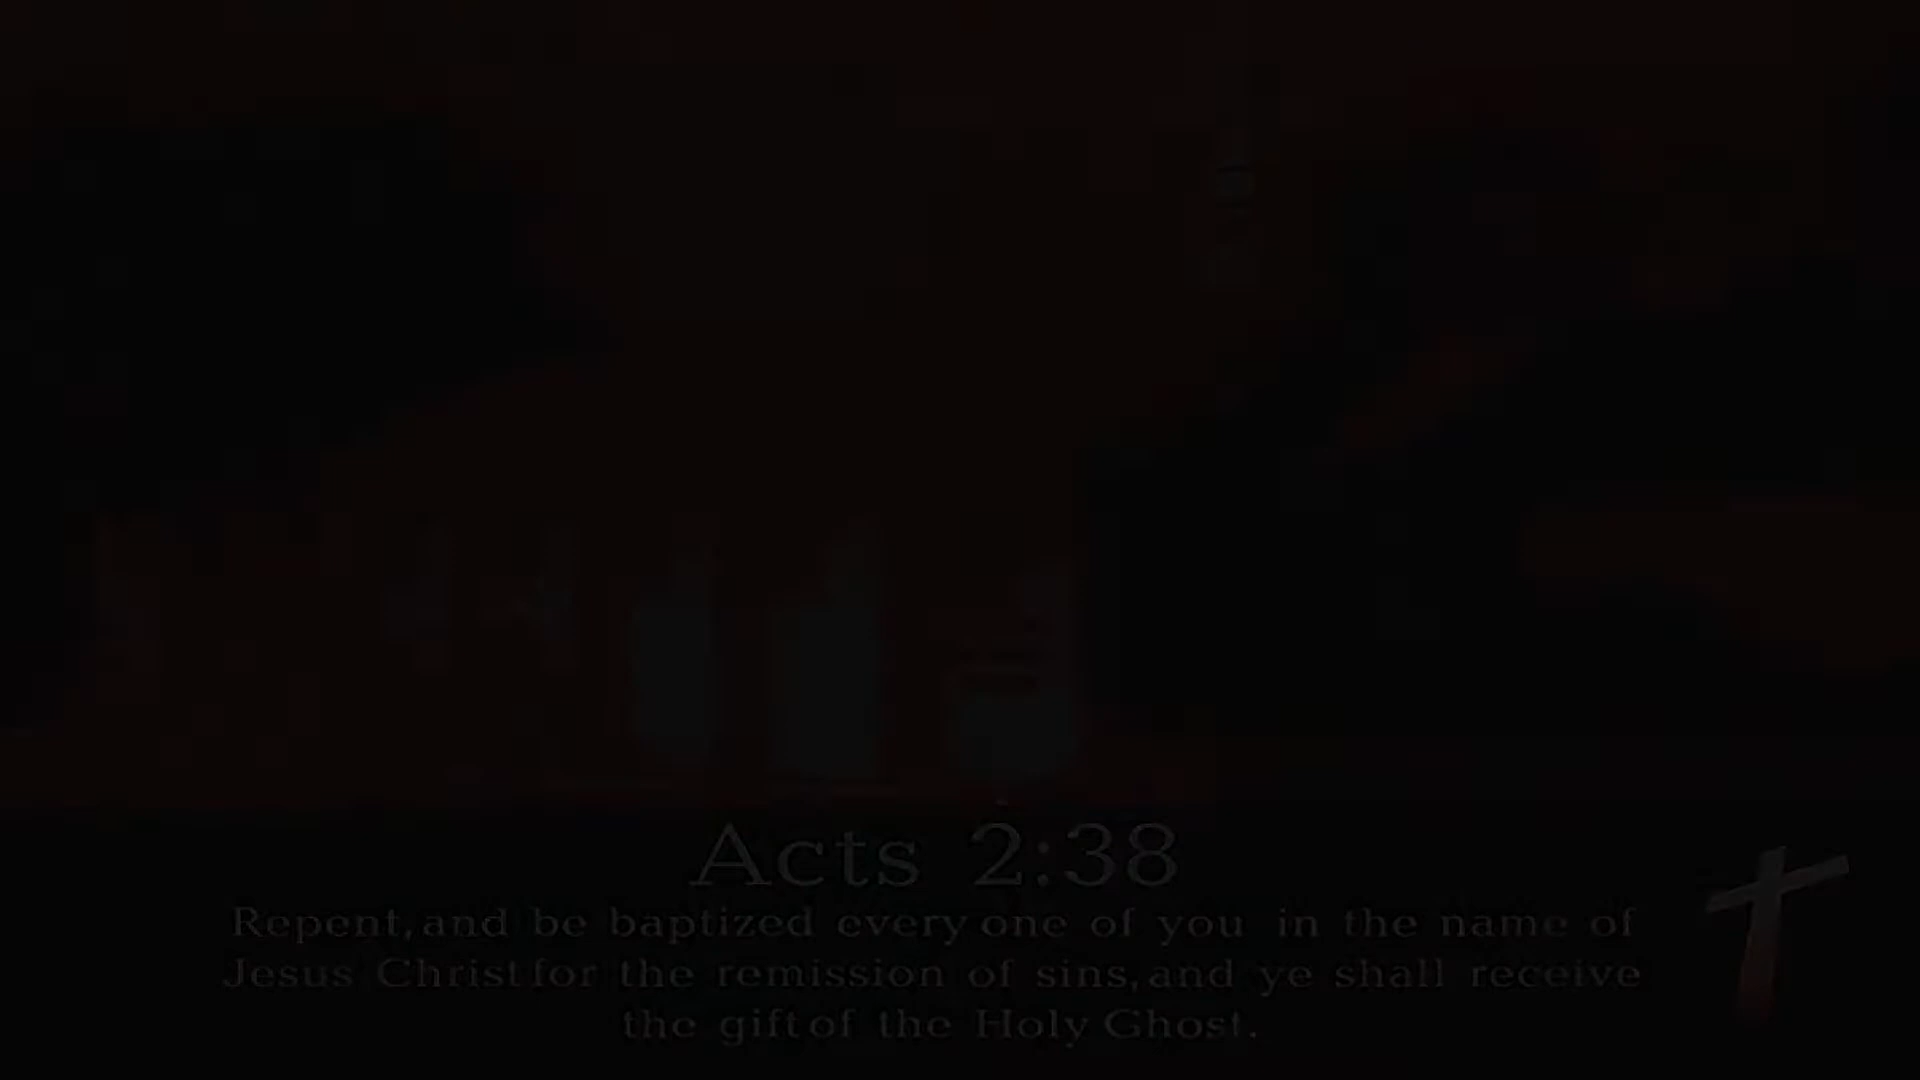 Acts 2:38
Repent, and be baptized every one of you in the name of
Jesus Christ for the remission of sins, and ye shall receive
the gift of the Holy Ghost.